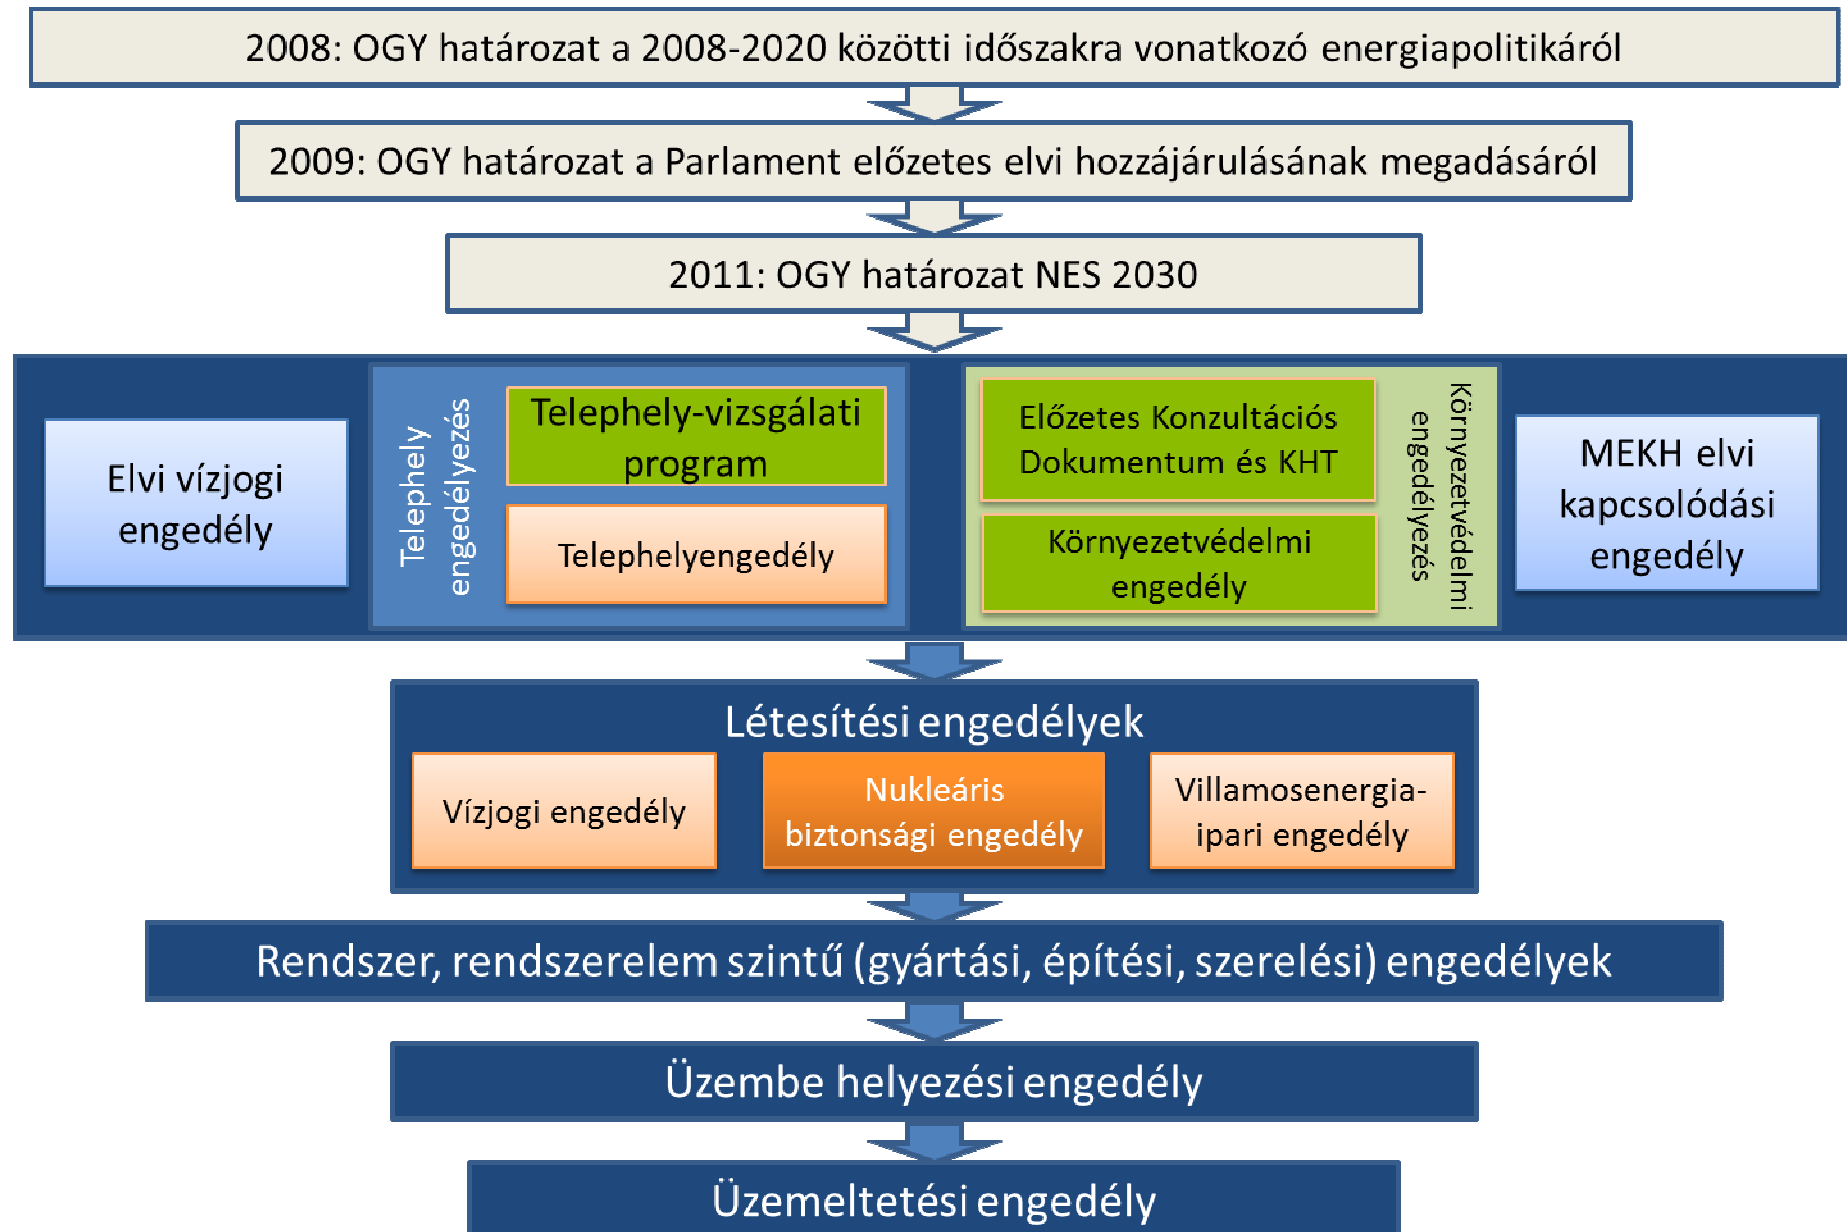 2008: OGY határozat a 2008-2020 közötti időszakra vonatkozó energiapolitikáról
2009: OGY határozat a Parlament előzetes elvi hozzájárulásának megadásáról
2011: OGY határozat NES 2030
Elvi vízjogi
engedély
Telephely
engedélyezés
Telephely-vizsgálati
program
Telephelyengedély
Előzetes Konzultációs
Dokumentum és KHT
Környezetvédelmi
engedély
Környezetvédelmi
engedélyezés
MEKH elvi
kapcsolódási
engedély
Létesítési engedélyek
Vízjogi engedély
Nukleáris
biztonsági engedély
Villamosenergia-
ipari engedély
Rendszer, rendszerelem szintű (gyártási, építési, szerelési) engedélyek
Üzembe helyezési engedély
Üzemeltetési engedély